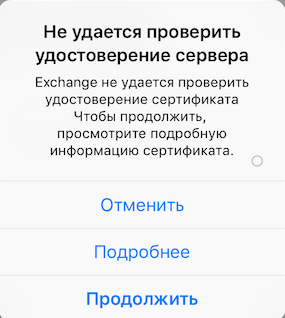 Не удается проверить
удостоверение сервера
Exchange не удается проверить
удостоверение сертификата
Чтобы продолжить,
просмотрите подробную
информацию сертификата.
Отменить
Подробнее
Продолжить